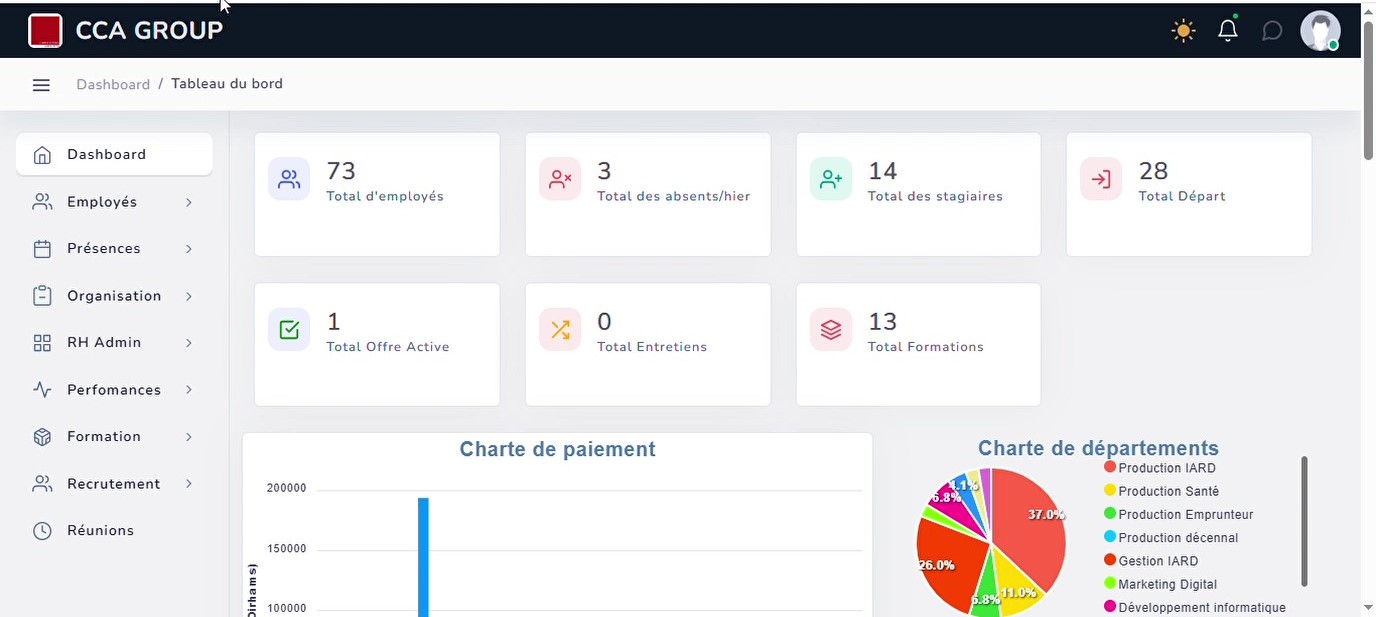 CCA GROUP
Dashboard / Tableau du bord
Dashboard
Employés
Présences
Organisation
RH Admin
Perfomances
Formation
Recrutement
Réunions
73
Total d'employés
3
Total des absents/hier
14
Total des stagiaires
28
Total Départ
1
Total Offre Active
0
Total Entretiens
13
Total Formations
Charte de paiement
200000
150000
100000
Dirhams)
Charte de départements
37.0%
11.0%
6.8%
26.0%
6.8%
4.1%
Production IARD
Production Santé
Production Emprunteur
Production décennal
Gestion IARD
Marketing Digital
Développement informatique